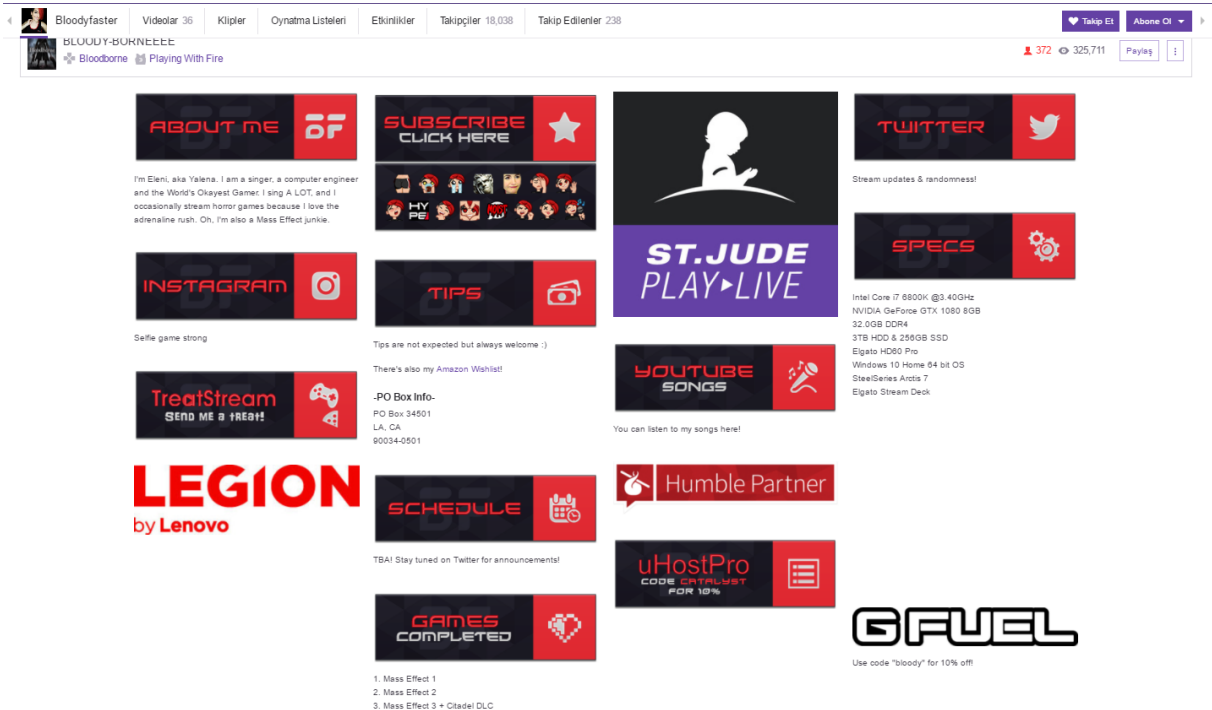 Bloodyfaster Videolar 36 Klipler Oynatma Listeleri Etkinlikler Takipçiler 18,038 Takip Edilenler 238 Takip Et Abone Ol
BLOODY-BORNEEEE
Bloodborne Playing With Fire 372 325,711 Paylaş
ABOUT ME DF
I'm Eleni, aka Yalena. I am a singer, a computer engineer
and the World's Okayest Gamer. I sing A LOT, and I
occasionally stream horror games because I love the
adrenaline rush. Oh, I'm also a Mass Effect junkie.
INSTAGRAM
Selfie game strong
TreatStream
SEND ME a tREat!
LEGION
by Lenovo
SUBSCRIBE
CLICK HERE
HYPE!
TIPS
Tips are not expected but always welcome :)
There's also my Amazon Wishlist!
-PO Box Info-
PO Box 34501
LA, CA
90034-0501
SCHEDULE
TBA! Stay tuned on Twitter for announcements!
GAMES
COMPLETED
1. Mass Effect 1
2. Mass Effect 2
3. Mass Effect 3 + Citadel DLC
ST.JUDE
PLAY LIVE
YOUTUBE
SONGS
You can listen to my songs here!
Humble Partner
uHostPro
CODE CATALYST
FOR 10%
TWITTER
Stream updates & randomness!
SPECS
Intel Core i7 6800K @3.40GHz
NVIDIA GeForce GTX 1080 8GB
32.0GB DDR4
3TB HDD & 256GB SSD
Elgato HD60 Pro
Windows 10 Home 64 bit OS
SteelSeries Arctis 7
Elgato Stream Deck
G FUEL
Use code "bloody" for 10% off!